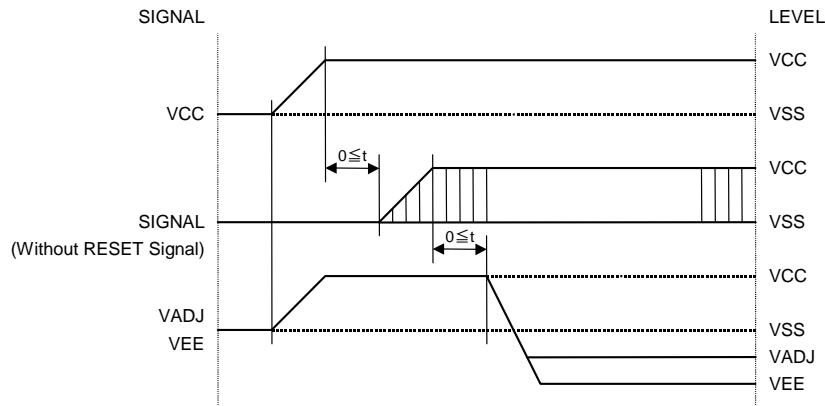 SIGNAL LEVEL
VCC
VCC VSS
0≦t VCC
SIGNAL VSS
(Without RESET Signal) 0≦t
VCC
VADJ VSS
VEE VADJ
VEE